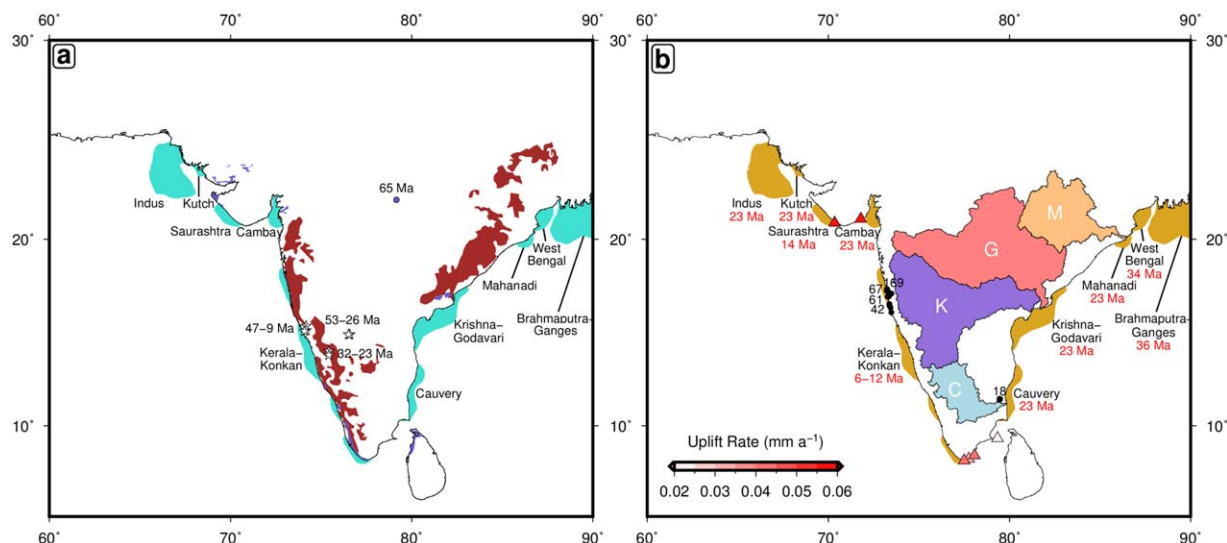 60° 70° 80° 90°
30°
20°
10°
60° 70° 80° 90°
a
65 Ma
Indus
Kutch
Saurashtra
Cambay
47−9 Ma
53−26 Ma
32−23 Ma
Kerala−
Konkan
Cauvery
Krishna−
Godavari
Mahanadi
West
Bengal
Brahmaputra-
Ganges
60° 70° 80° 90°
30° 30°
20° 20°
10° 10°
60° 70° 80° 90°
b
Indus
23 Ma
Kutch
23 Ma
Saurashtra
14 Ma
Cambay
23 Ma
M
G
K
C
67
61
42
18
Kerala−
Konkan
6−12 Ma
Cauvery
23 Ma
Krishna−
Godavari
23 Ma
Mahanadi
23 Ma
West
Bengal
34 Ma
Brahmaputra-
Ganges
36 Ma
Uplift Rate (mm a⁻¹)
0.02 0.03 0.04 0.05 0.06